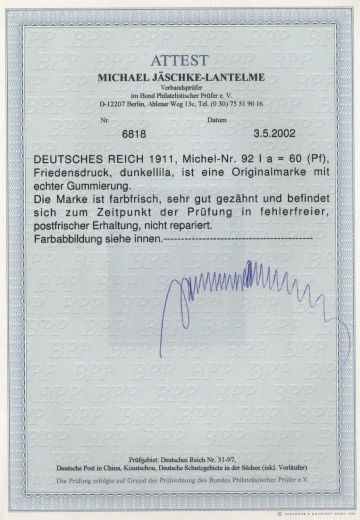 ATTEST
MICHAEL JÄSCHKE-LANTELME
Verbandsprüfer
im Bund Philatelistischer Prüfer e. V.
D-12207 Berlin, Ahlener Weg 13c, Tel. (0 30) 75 51 90 16
Nr. Datum
6818 3.5.2002
DEUTSCHES REICH 1911, Michel-Nr. 92 I a = 60 (Pf),
Friedensdruck, dunkellila, ist eine Originalmarke mit
echter Gummierung.
Die Marke ist farbfrisch, sehr gut gezähnt und befindet
sich zum Zeitpunkt der Prüfung in fehlerfreier,
postfrischer Erhaltung, nicht repariert.
Farbabbildung siehe innen.---------------------------------------
Prüfgebiet: Deutsches Reich Nr. 31-97,
Deutsche Post in China, Kiautschou, Deutsche Schutzgebiete in der Südsee (inkl. Vorläufer)
Die Prüfung erfolgte auf Grund der Prüfordnung des Bundes Philatelistischer Prüfer e.V.